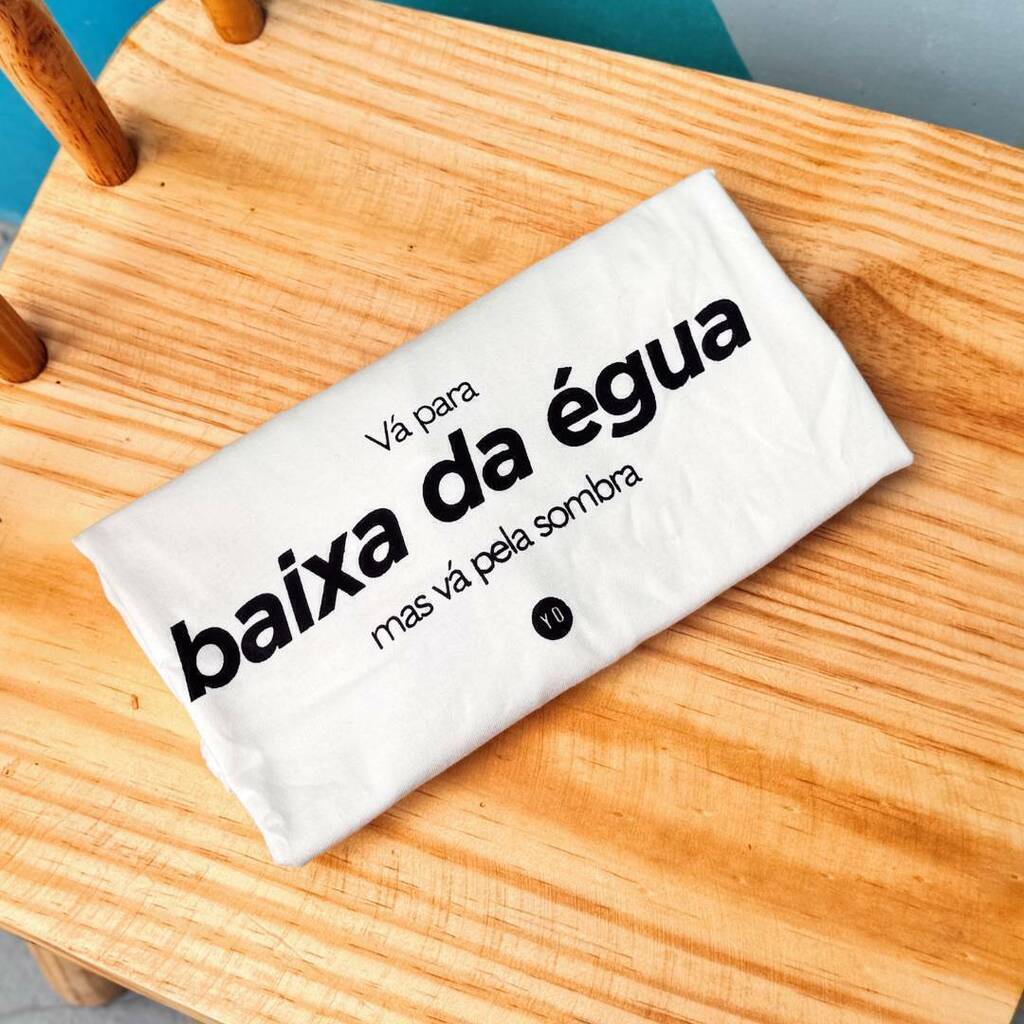 Vá para
baixa da égua
mas vá pela sombra
YO